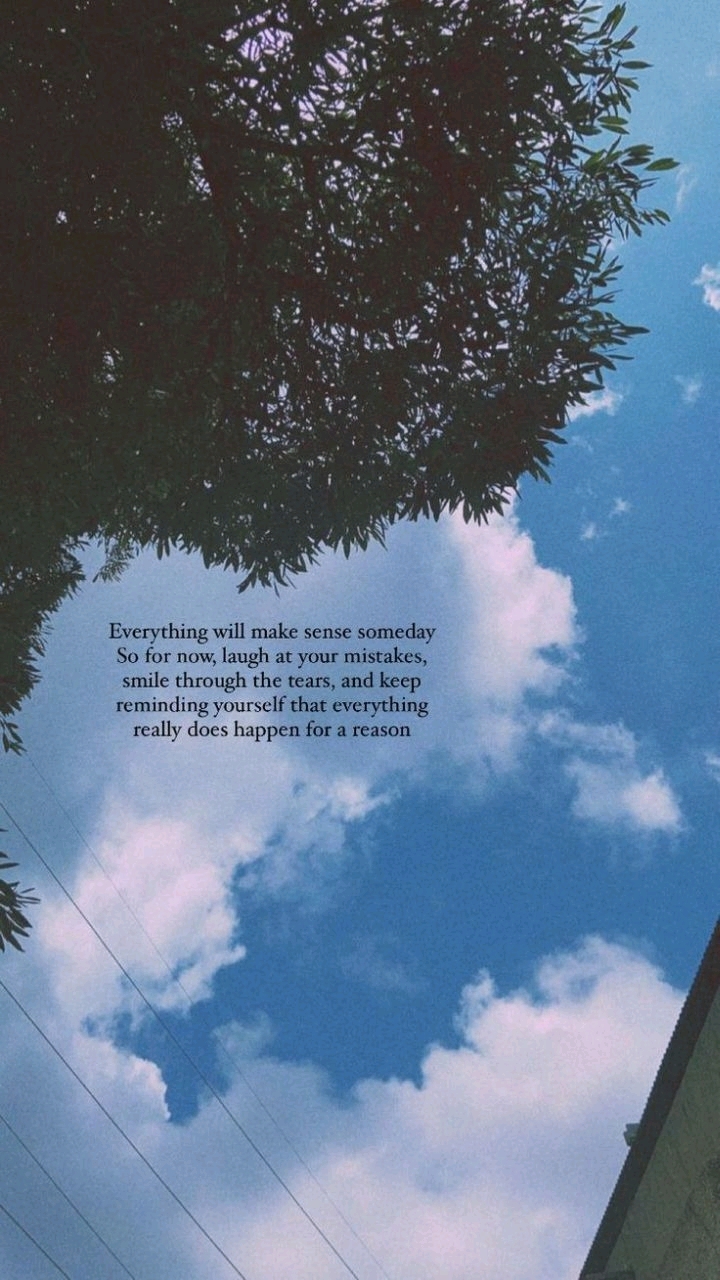 Everything will make sense someday
So for now, laugh at your mistakes,
smile through the tears, and keep
reminding yourself that everything
really does happen for a reason